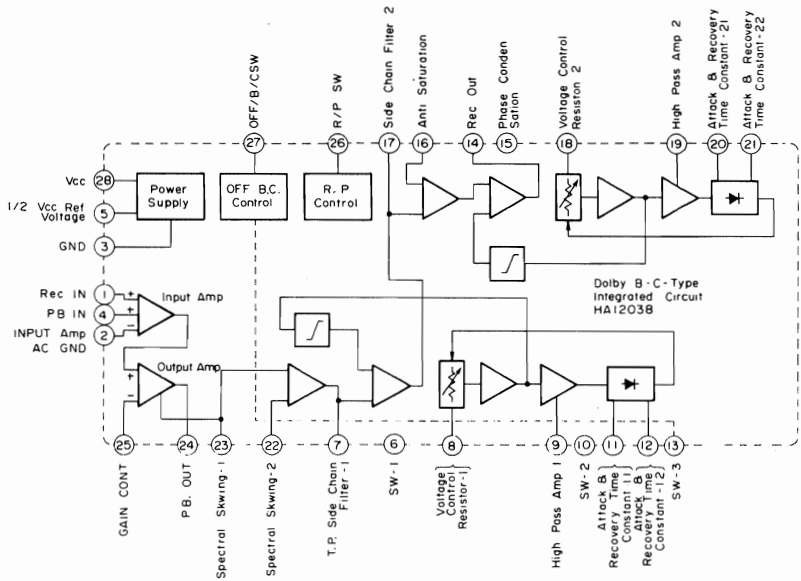 OFF/B/CSW
R/P SW
Side Chain Filter 2
Anti Saturation
Rec Out
Phase Conden
Sation
Voltage Control
Resiston 2
High Pass Amp 2
Attack & Recovery
Time Constant-21
Attack & Recovery
Time Constant-22
27
26
17
16
14
15
18
19
20
21
Vcc
28
1/2 Vcc Ref
Voltage
5
GND
3
Power
Supply
OFF B.C.
Control
R.P
Control
Rec IN
1
PB IN
4
INPUT Amp
AC GND
2
+
+
−
Input Amp
+
−
Output Amp
Dolby B-C-Type
Integrated Circuit
HA12038
25
24
23
22
7
6
8
9
10
11
12
13
GAIN CONT
PB. OUT
Spectral Skwing-1
Spectral Skwing-2
T.P. Side Chain
Filter-1
SW-1
Voltage
Control
Resistor-1
High Pass Amp 1
SW-2
Attack &
Recovery Time
Constant 11
Attack &
Recovery Time
Constant-12
SW-3